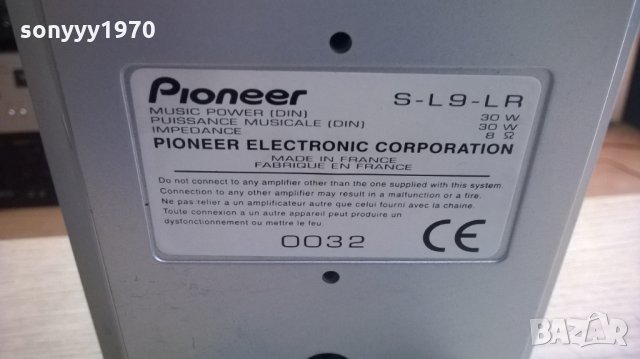 sonyyy1970
Pioneer S-L9-LR
MUSIC POWER (DIN) 30 W
PUISSANCE MUSICALE (DIN) 30 W
IMPEDANCE 8 Ω
PIONEER ELECTRONIC CORPORATION
MADE IN FRANCE
FABRIQUE EN FRANCE
Do not connect to any amplifier other than the one supplied with this system.
Connection to any other amplifier may result in a malfunction or a fire.
Ne pas relier a un amplificateur autre que celui fourni avec la chaine.
Toute connexion a un autre appareil peut produire un
dysfonctionnement ou mettre le feu.
0032 CE
BAZAR